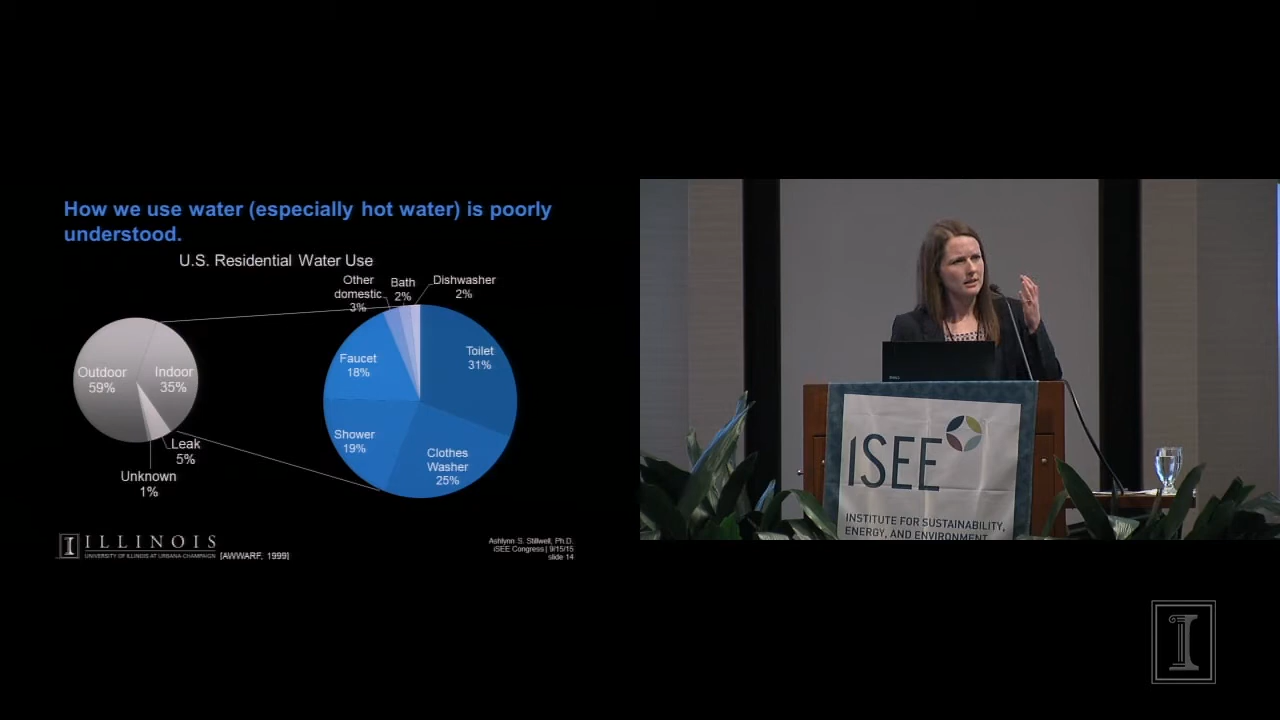 How we use water (especially hot water) is poorly
understood.
U.S. Residential Water Use
Other
domestic
3%
Bath
2%
Dishwasher
2%
Toilet
31%
Faucet
18%
Shower
19%
Clothes
Washer
25%
Outdoor
59%
Indoor
35%
Leak
5%
Unknown
1%
I ILLINOIS
UNIVERSITY OF ILLINOIS AT URBANA-CHAMPAIGN
[AWWARF, 1999]
Ashlynn S. Stillwell, Ph.D.
iSEE Congress | 9/15/15
slide 14
DELL
iSEE
INSTITUTE FOR SUSTAINABILITY,
ENERGY, AND ENVIRONMENT
I